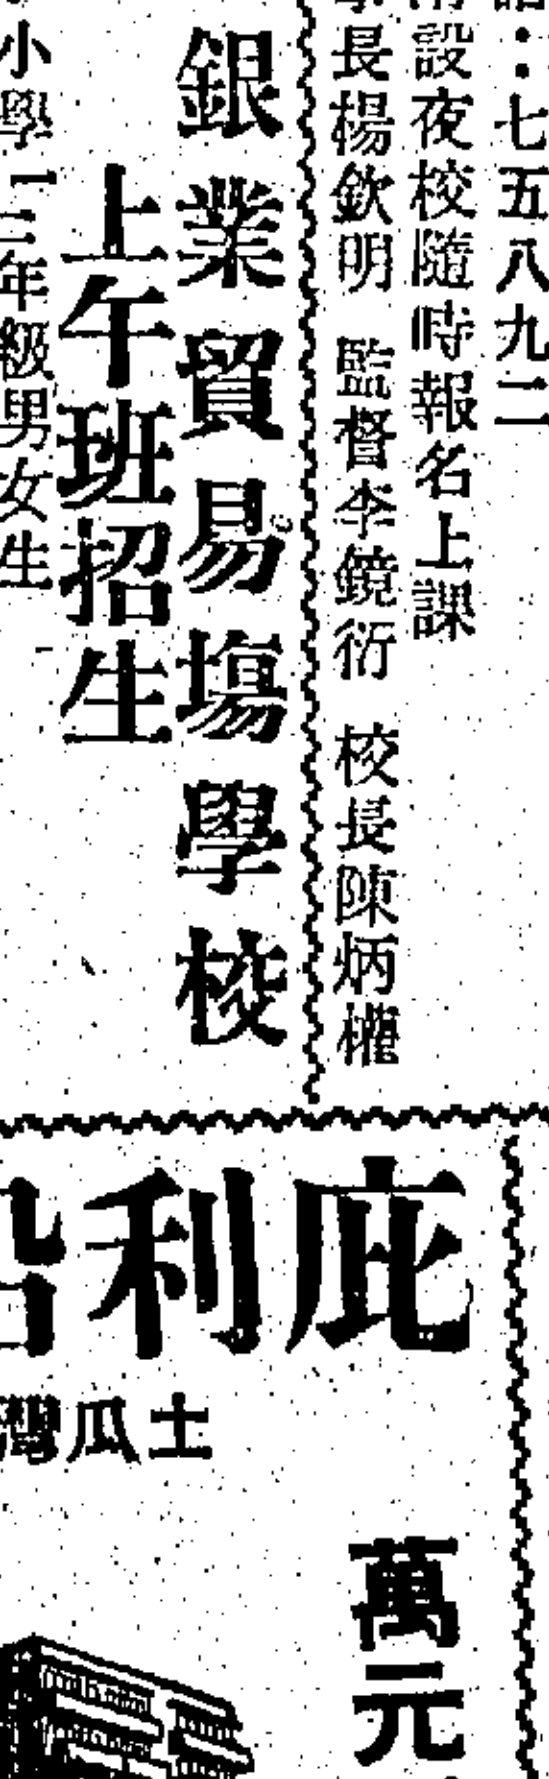 七五八九二
設夜校隨時報名上課
長楊欽明 監督李鏡衍 校長陳炳權
銀業貿易塲學校
上午班招生
小學一二年級男女生
庇利
土瓜灣
萬元